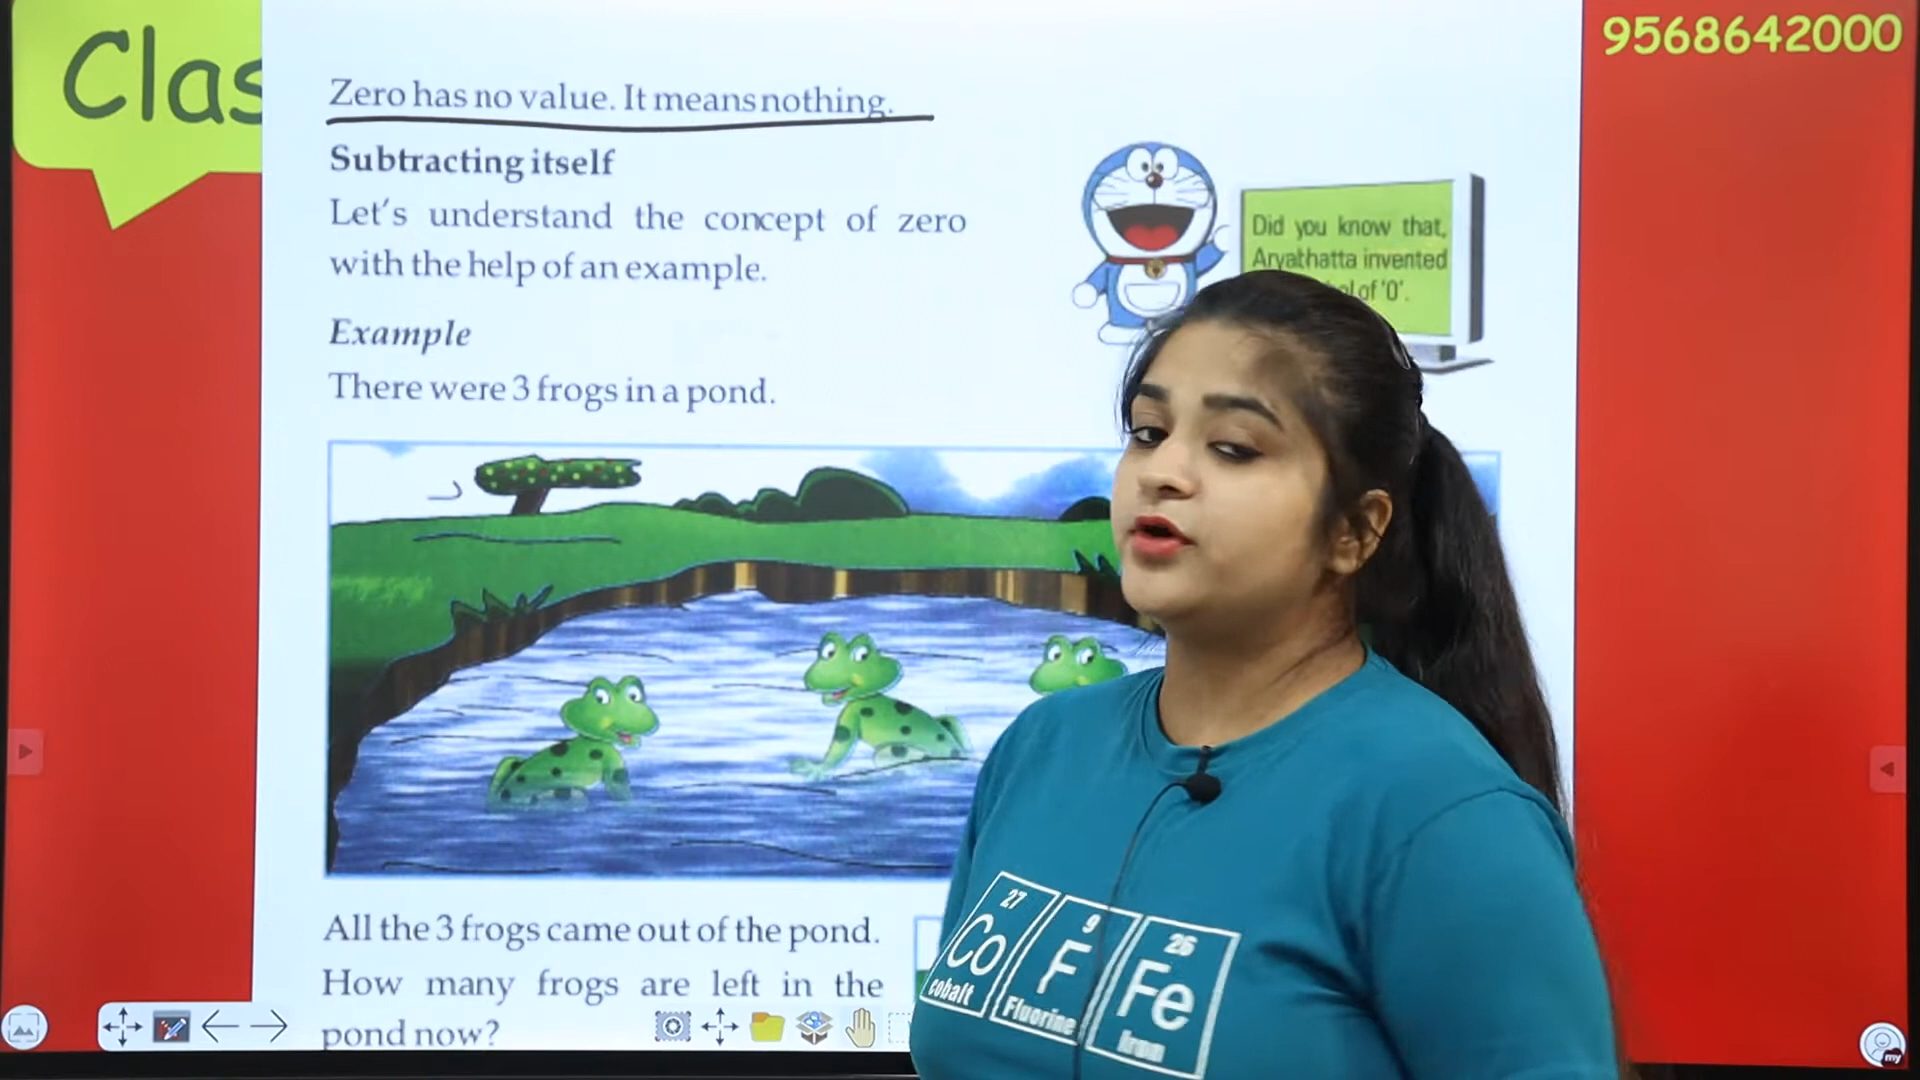 Clas
9568642000
Zero has no value. It means nothing.
Subtracting itself
Let's understand the concept of zero
with the help of an example.
Did you know that,
Aryabhatta invented
of '0'.
Example
There were 3 frogs in a pond.
All the 3 frogs came out of the pond.
How many frogs are left in the
pond now?
27
Co
cobalt
9
F
Fluorine
26
Fe
Iron
my